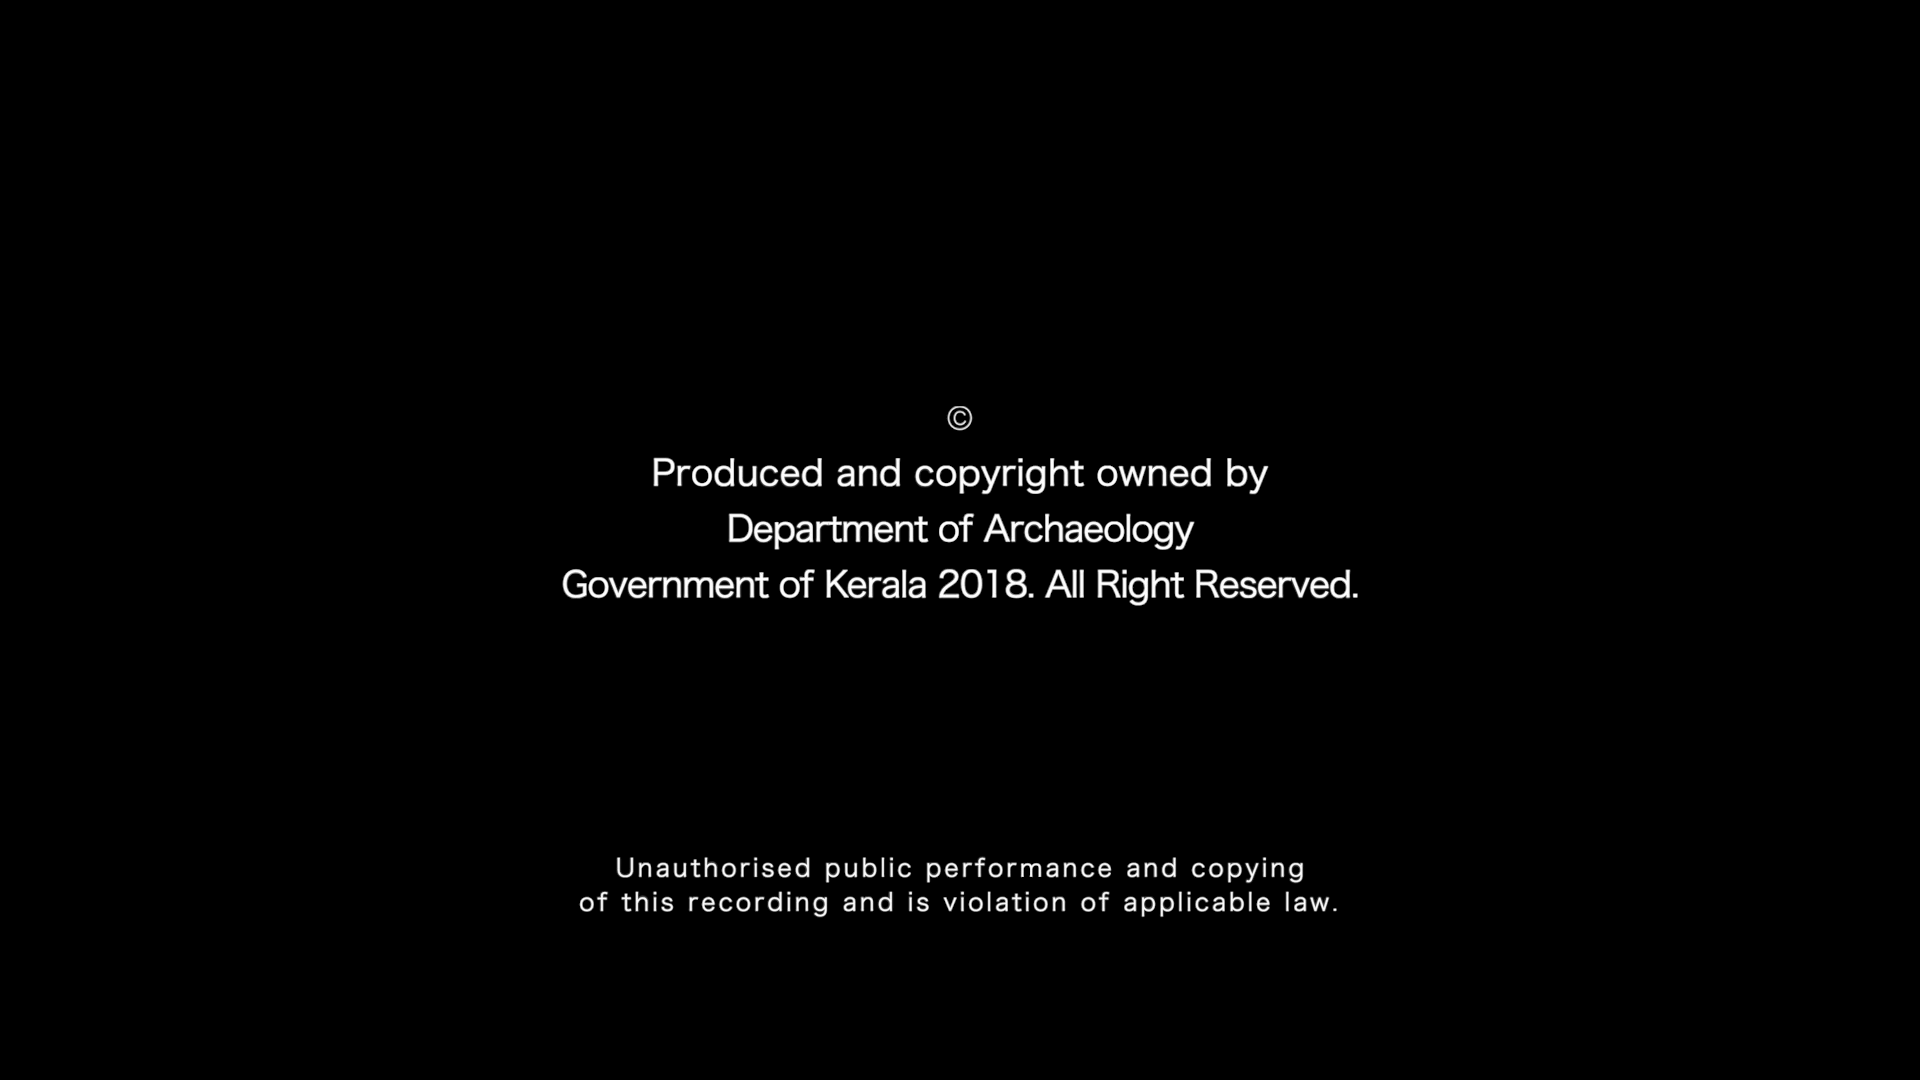 ©
Produced and copyright owned by
Department of Archaeology
Government of Kerala 2018. All Right Reserved.
Unauthorised public performance and copying
of this recording and is violation of applicable law.